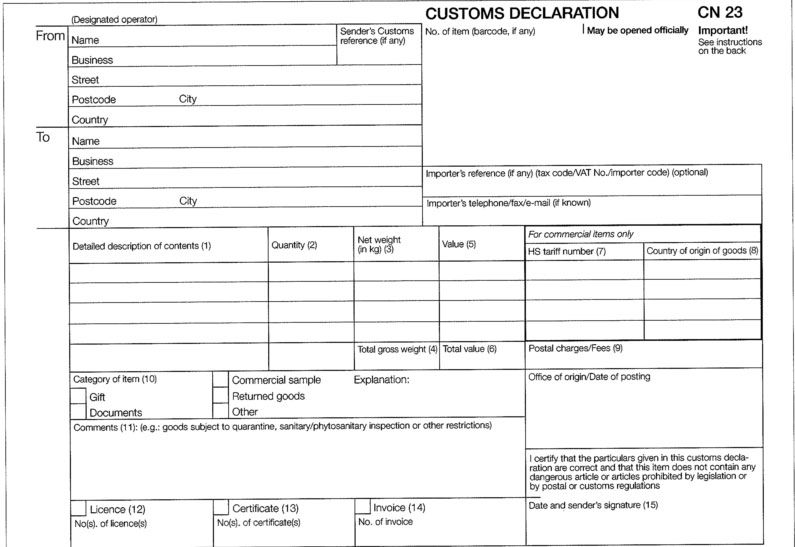 (Designated operator)
CUSTOMS DECLARATION
CN 23
From
Name
Sender's Customs
reference (if any)
No. of item (barcode, if any)
May be opened officially
Important!
See instructions
on the back
Business
Street
Postcode City
Country
To
Name
Business
Street
Postcode City
Country
Importer's reference (if any) (tax code/VAT No./importer code) (optional)
Importer's telephone/fax/e-mail (if known)
Detailed description of contents (1)
Quantity (2)
Net weight
(in kg) (3)
Value (5)
For commercial items only
HS tariff number (7)
Country of origin of goods (8)
Total gross weight (4)
Total value (6)
Postal charges/Fees (9)
Category of item (10)
Gift
Documents
Commercial sample
Returned goods
Other
Explanation:
Office of origin/Date of posting
Comments (11): (e.g.: goods subject to quarantine, sanitary/phytosanitary inspection or other restrictions)
I certify that the particulars given in this customs decla-
ration are correct and that this item does not contain any
dangerous article or articles prohibited by legislation or
by postal or customs regulations
Licence (12)
No(s). of licence(s)
Certificate (13)
No(s). of certificate(s)
Invoice (14)
No. of invoice
Date and sender's signature (15)